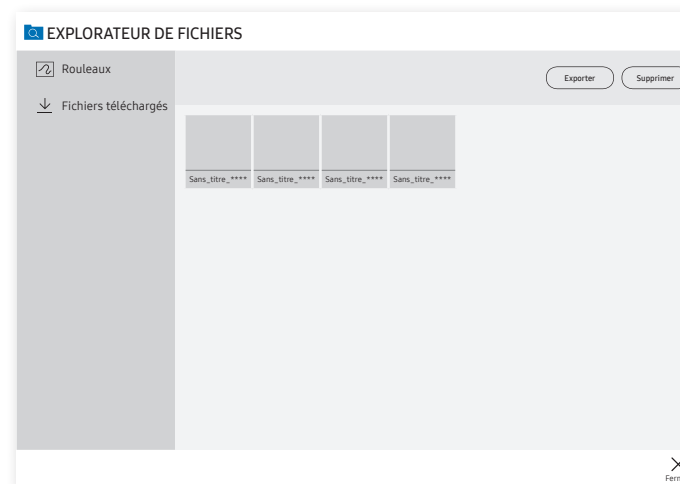 EXPLORATEUR DE FICHIERS
Rouleaux
Exporter Supprimer
Fichiers téléchargés
Sans_titre_**** Sans_titre_**** Sans_titre_**** Sans_titre_****